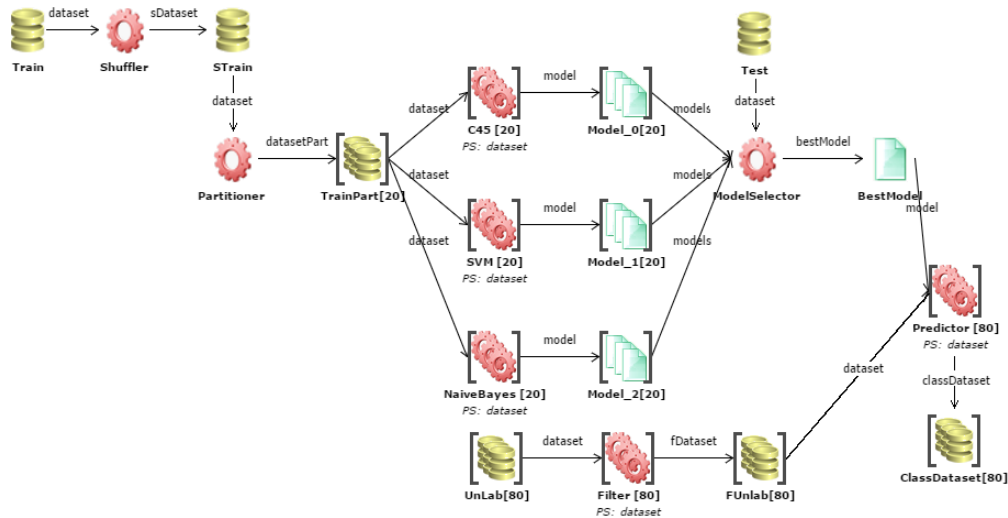 dataset
sDataset
Train
Shuffler
STrain
Test
dataset
dataset
datasetPart
Partitioner
TrainPart[20]
dataset
dataset
dataset
C45 [20]
PS: dataset
model
Model_0[20]
models
SVM [20]
PS: dataset
model
Model_1[20]
models
NaiveBayes [20]
PS: dataset
model
Model_2[20]
models
ModelSelector
bestModel
BestModel
model
Predictor [80]
PS: dataset
dataset
classDataset
ClassDataset[80]
UnLab[80]
dataset
Filter [80]
PS: dataset
fDataset
FUnlab[80]